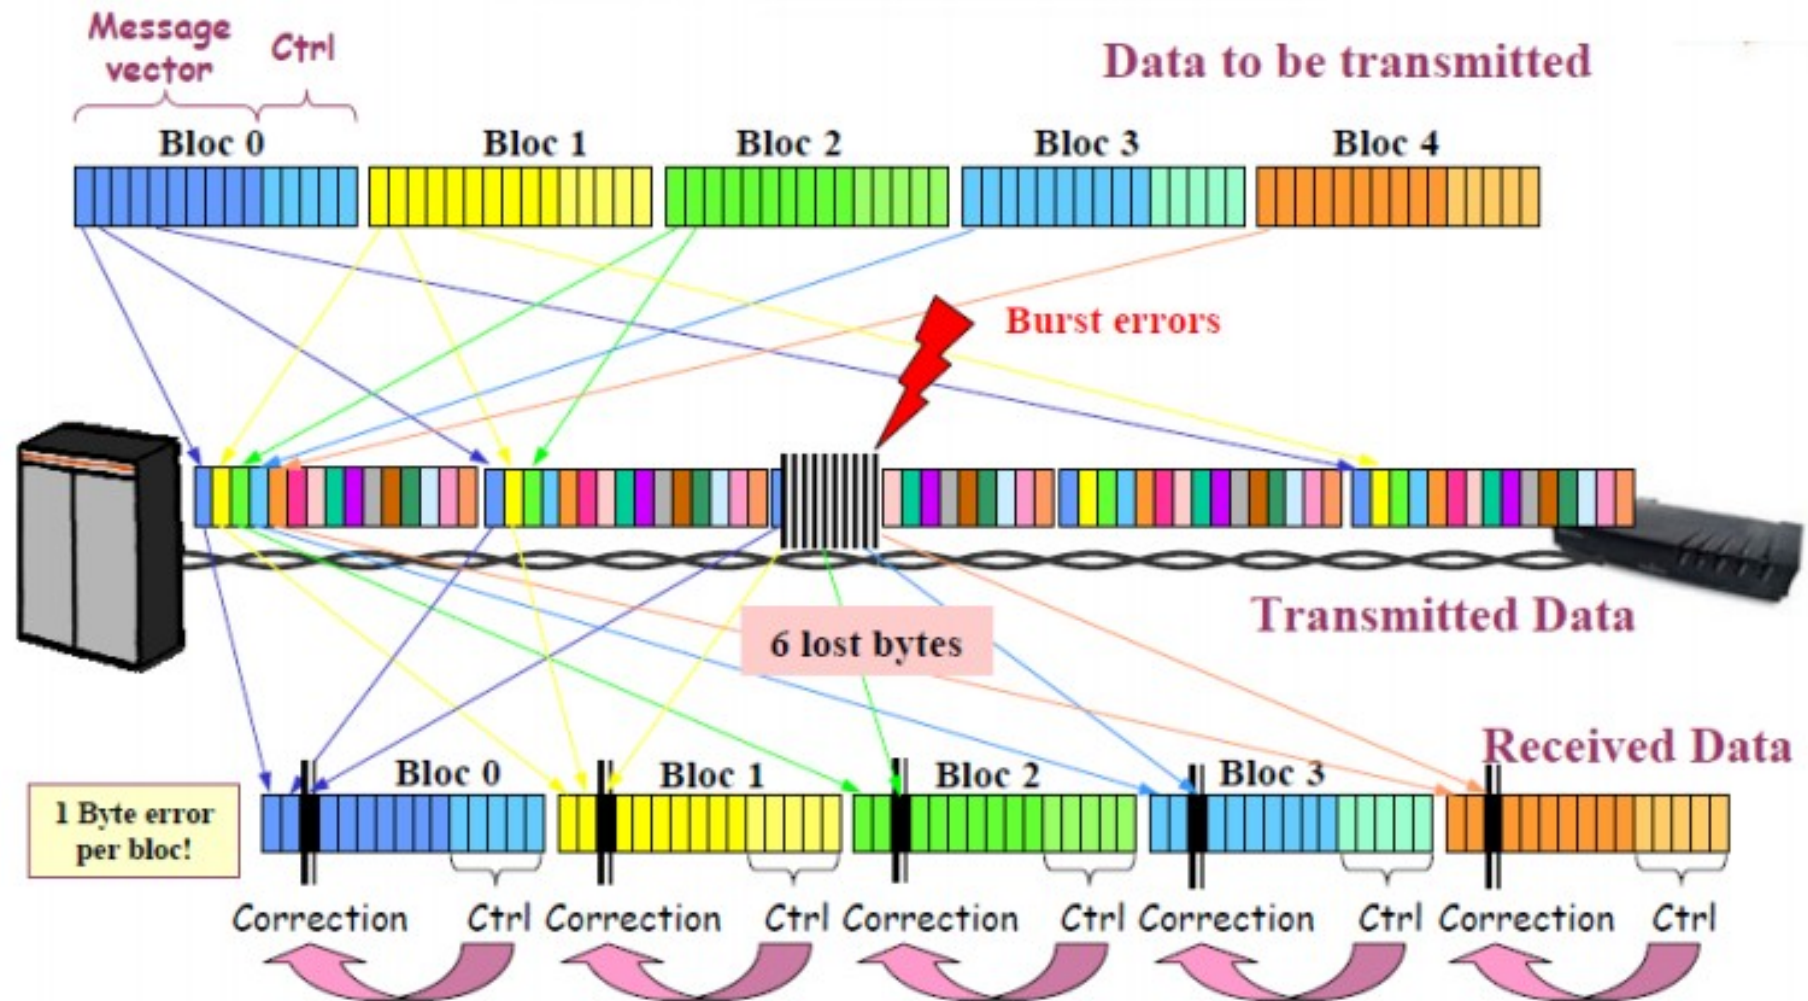 Message
vector
Ctrl
Data to be transmitted
Bloc 0
Bloc 1
Bloc 2
Bloc 3
Bloc 4
Burst errors
6 lost bytes
Transmitted Data
Received Data
1 Byte error
per bloc!
Bloc 0
Bloc 1
Bloc 2
Bloc 3
Correction
Ctrl
Correction
Ctrl
Correction
Ctrl
Correction
Ctrl
Correction
Ctrl